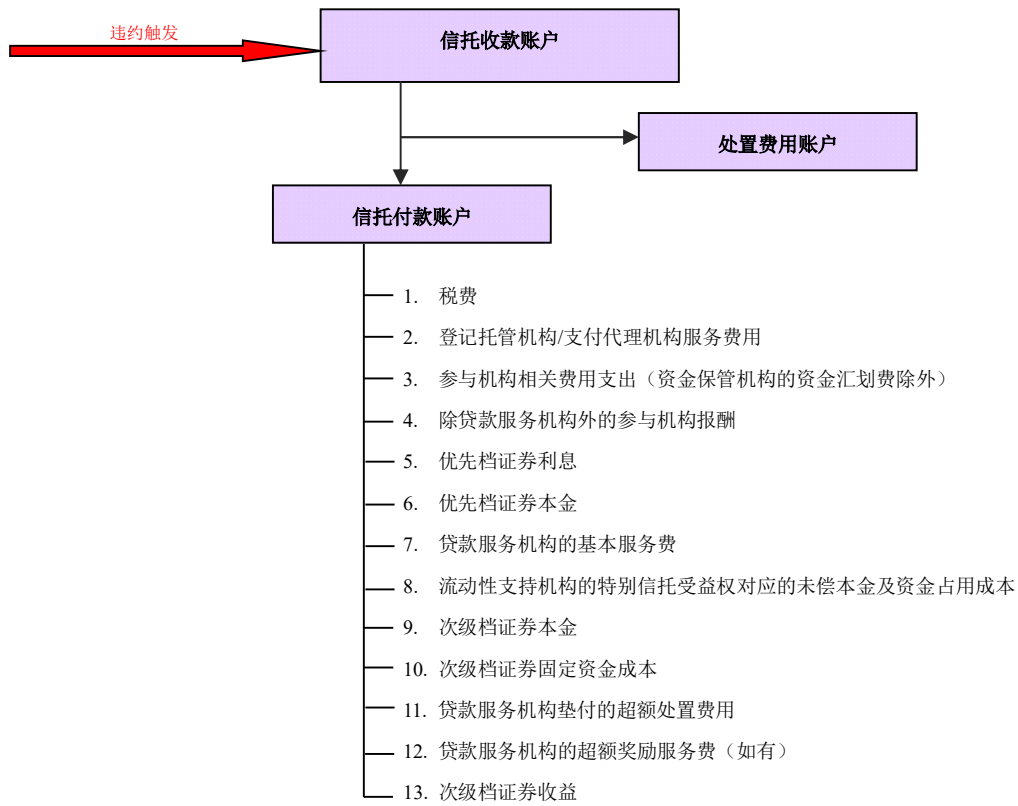 违约触发
信托收款账户
处置费用账户
信托付款账户
1. 税费
2. 登记托管机构/支付代理机构服务费用
3. 参与机构相关费用支出（资金保管机构的资金汇划费除外）
4. 除贷款服务机构外的参与机构报酬
5. 优先档证券利息
6. 优先档证券本金
7. 贷款服务机构的基本服务费
8. 流动性支持机构的特别信托受益权对应的未偿本金及资金占用成本
9. 次级档证券本金
10. 次级档证券固定资金成本
11. 贷款服务机构垫付的超额处置费用
12. 贷款服务机构的超额奖励服务费（如有）
13. 次级档证券收益